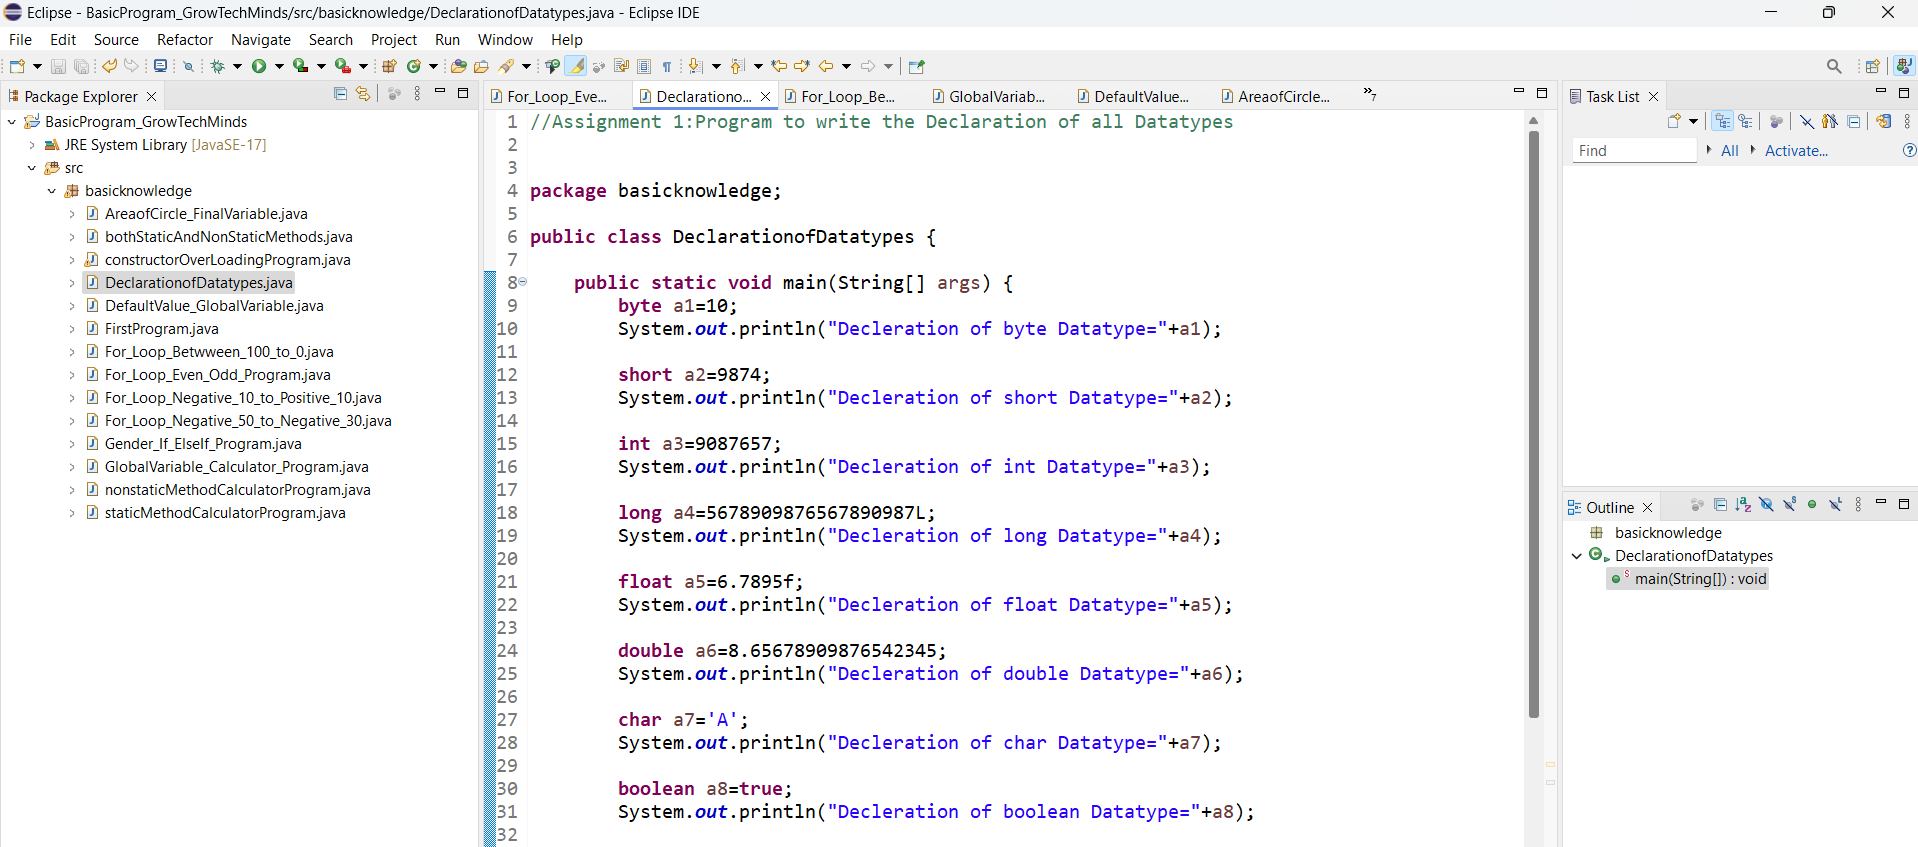 Eclipse - BasicProgram_GrowTechMinds/src/basicknowledge/DeclarationofDatatypes.java - Eclipse IDE
File Edit Source Refactor Navigate Search Project Run Window Help
Package Explorer
BasicProgram_GrowTechMinds
JRE System Library [JavaSE-17]
src
basicknowledge
AreaofCircle_FinalVariable.java
bothStaticAndNonStaticMethods.java
constructorOverLoadingProgram.java
DeclarationofDatatypes.java
DefaultValue_GlobalVariable.java
FirstProgram.java
For_Loop_Betwween_100_to_0.java
For_Loop_Even_Odd_Program.java
For_Loop_Negative_10_to_Positive_10.java
For_Loop_Negative_50_to_Negative_30.java
Gender_If_ElseIf_Program.java
GlobalVariable_Calculator_Program.java
nonstaticMethodCalculatorProgram.java
staticMethodCalculatorProgram.java
For_Loop_Eve... Declarationo... For_Loop_Be... GlobalVariab... DefaultValue... AreaofCircle... »7
1 //Assignment 1:Program to write the Declaration of all Datatypes
2
3
4 package basicknowledge;
5
6 public class DeclarationofDatatypes {
7
8 public static void main(String[] args) {
9 byte a1=10;
10 System.out.println("Decleration of byte Datatype="+a1);
11
12 short a2=9874;
13 System.out.println("Decleration of short Datatype="+a2);
14
15 int a3=9087657;
16 System.out.println("Decleration of int Datatype="+a3);
17
18 long a4=5678909876567890987L;
19 System.out.println("Decleration of long Datatype="+a4);
20
21 float a5=6.7895f;
22 System.out.println("Decleration of float Datatype="+a5);
23
24 double a6=8.65678909876542345;
25 System.out.println("Decleration of double Datatype="+a6);
26
27 char a7='A';
28 System.out.println("Decleration of char Datatype="+a7);
29
30 boolean a8=true;
31 System.out.println("Decleration of boolean Datatype="+a8);
32
Task List
Find All Activate...
Outline
basicknowledge
DeclarationofDatatypes
main(String[]) : void